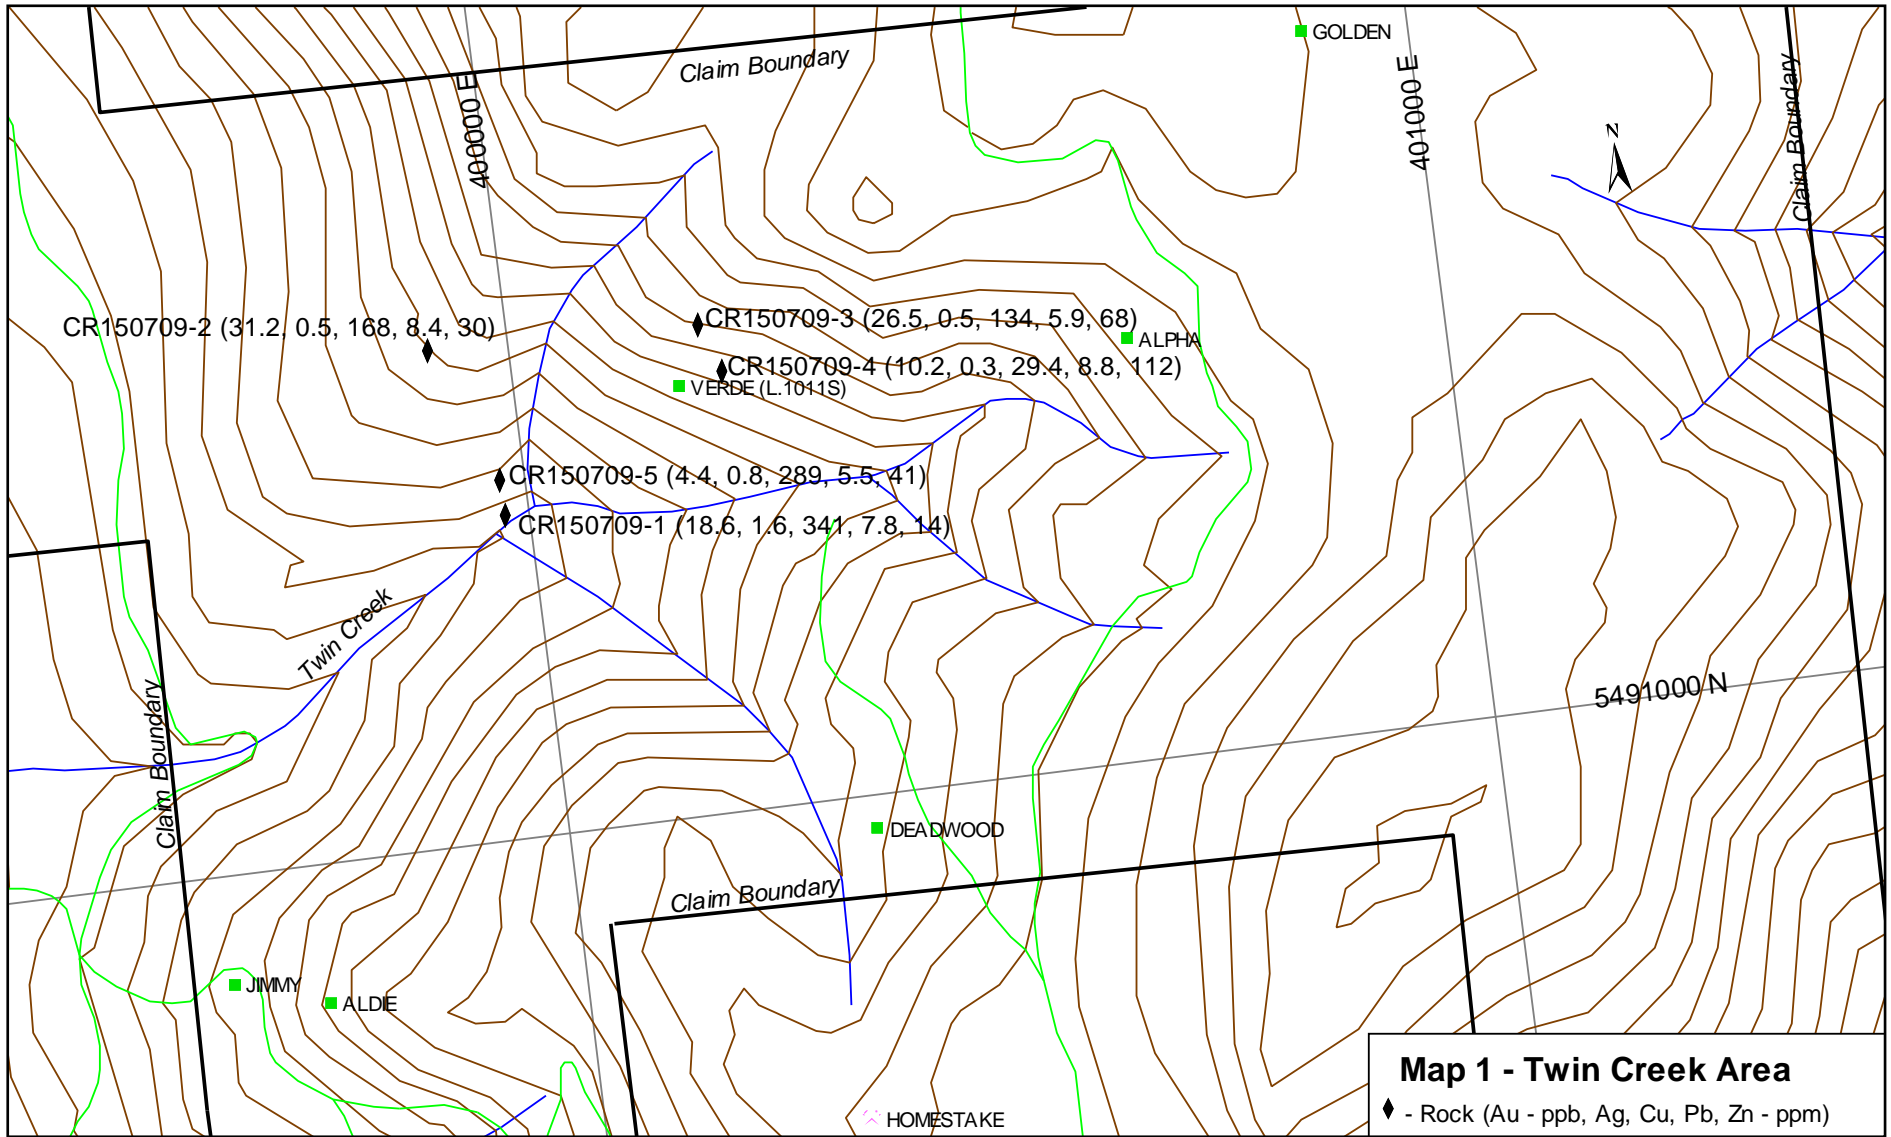 GOLDEN
Claim Boundary
400000 E
401000 E
Claim Boundary
N
CR150709-2 (31.2, 0.5, 168, 8.4, 30)
CR150709-3 (26.5, 0.5, 134, 5.9, 68)
ALPHA
CR150709-4 (10.2, 0.3, 29.4, 8.8, 112)
VERDE (L.1011S)
CR150709-5 (4.4, 0.8, 289, 5.5, 41)
CR150709-1 (18.6, 1.6, 341, 7.8, 14)
Twin Creek
5491000 N
Claim Boundary
DEADWOOD
Claim Boundary
JIMMY
ALDIE
HOMESTAKE
Map 1 - Twin Creek Area
- Rock (Au - ppb, Ag, Cu, Pb, Zn - ppm)